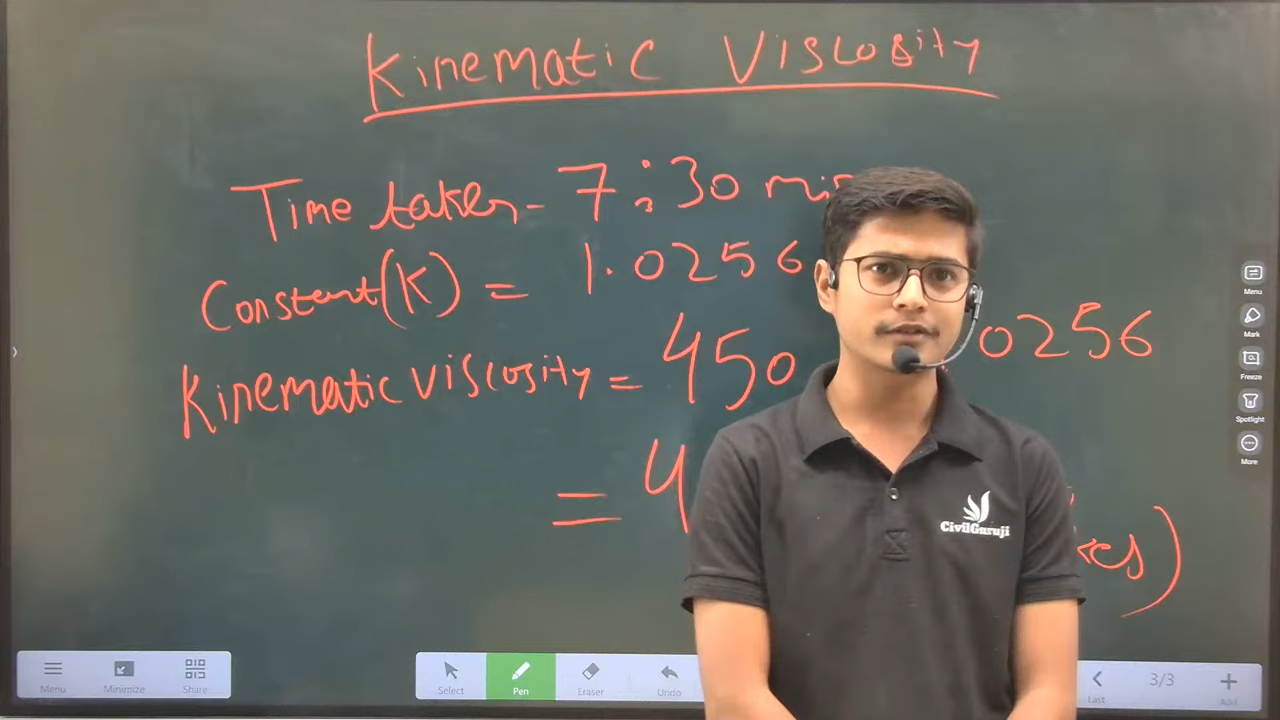 Kinematic Viscosity
Time taken - 7:30
Constant (K) = 1.0256
Kinematic Viscosity = 450 0256
= 4
CivilGuruji
Menu
Mark
Freeze
Spotlight
More
Menu Minimize Share Select Pen Eraser Undo Last 3/3 Add